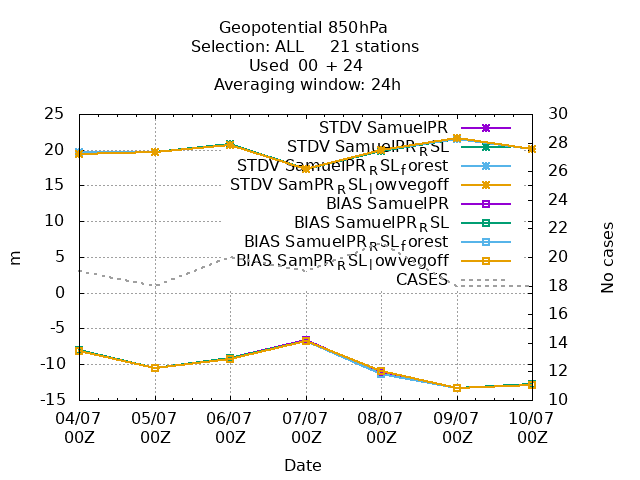 Geopotential 850hPa
Selection: ALL 21 stations
Used 00 + 24
Averaging window: 24h
25 30
STDV SamuelPR
28
STDV SamuelPR_RSL
20
STDV SamuelPR_RSL_forest
26
STDV SamPR_RSL_lowvegoff
15
24
BIAS SamuelPR
10 22
BIAS SamuelPR_RSL
BIAS SamuelPR_RSL_forest
5 20
BIAS SamPR_RSL_lowvegoff
CASES
18
0
16
-5
14
-10
12
-15 10
m
No cases
04/07 05/07 06/07 07/07 08/07 09/07 10/07
00Z 00Z 00Z 00Z 00Z 00Z 00Z
Date